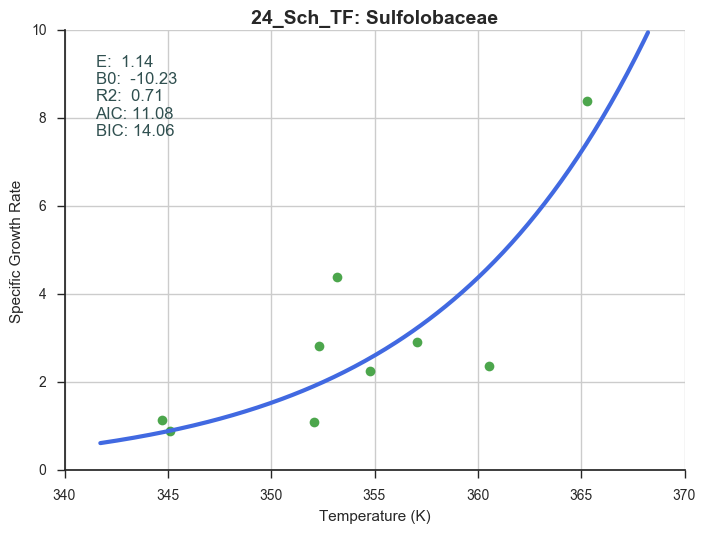 24_Sch_TF: Sulfolobaceae
E:  1.14
B0:  -10.23
R2:  0.71
AIC: 11.08
BIC: 14.06
Specific Growth Rate
10
8
6
4
2
0
340 345 350 355 360 365 370
Temperature (K)